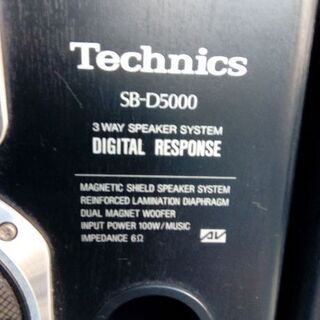 Technics
SB-D5000
3 WAY SPEAKER SYSTEM
DIGITAL RESPONSE
MAGNETIC SHIELD SPEAKER SYSTEM
REINFORCED LAMINATION DIAPHRAGM
DUAL MAGNET WOOFER
INPUT POWER 100W/MUSIC
IMPEDANCE 6Ω
AV